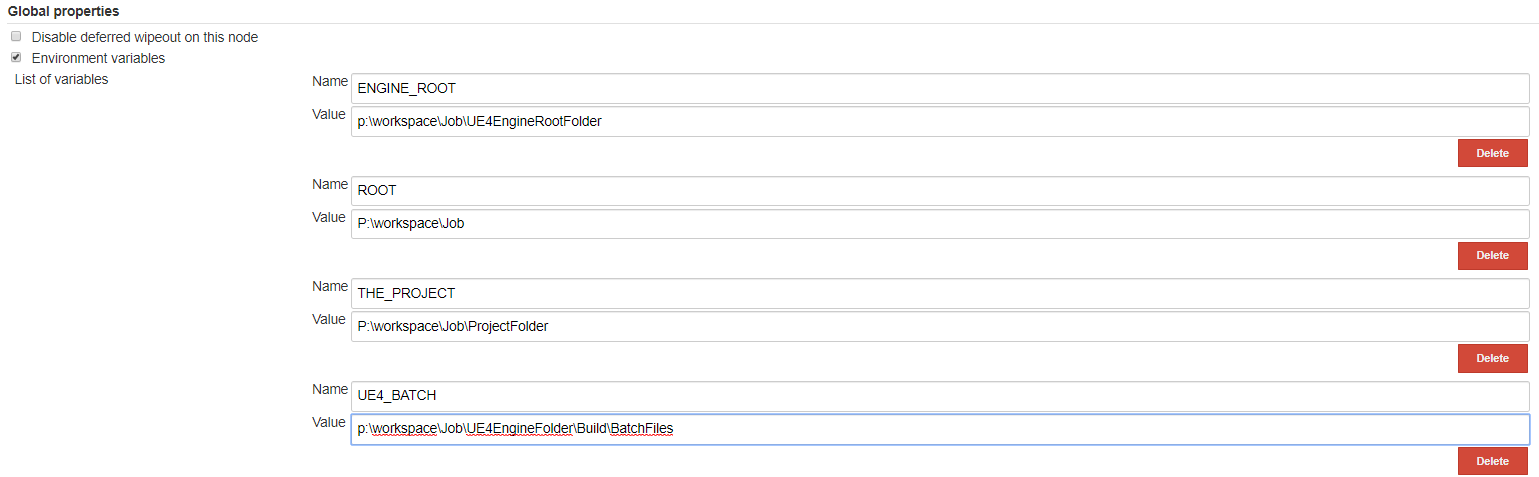 Global properties
Disable deferred wipeout on this node
Environment variables
List of variables
Name ENGINE_ROOT
Value p:\workspace\Job\UE4EngineRootFolder
Delete
Name ROOT
Value P:\workspace\Job
Delete
Name THE_PROJECT
Value P:\workspace\Job\ProjectFolder
Delete
Name UE4_BATCH
Value p:\workspace\Job\UE4EngineFolder\Build\BatchFiles
Delete